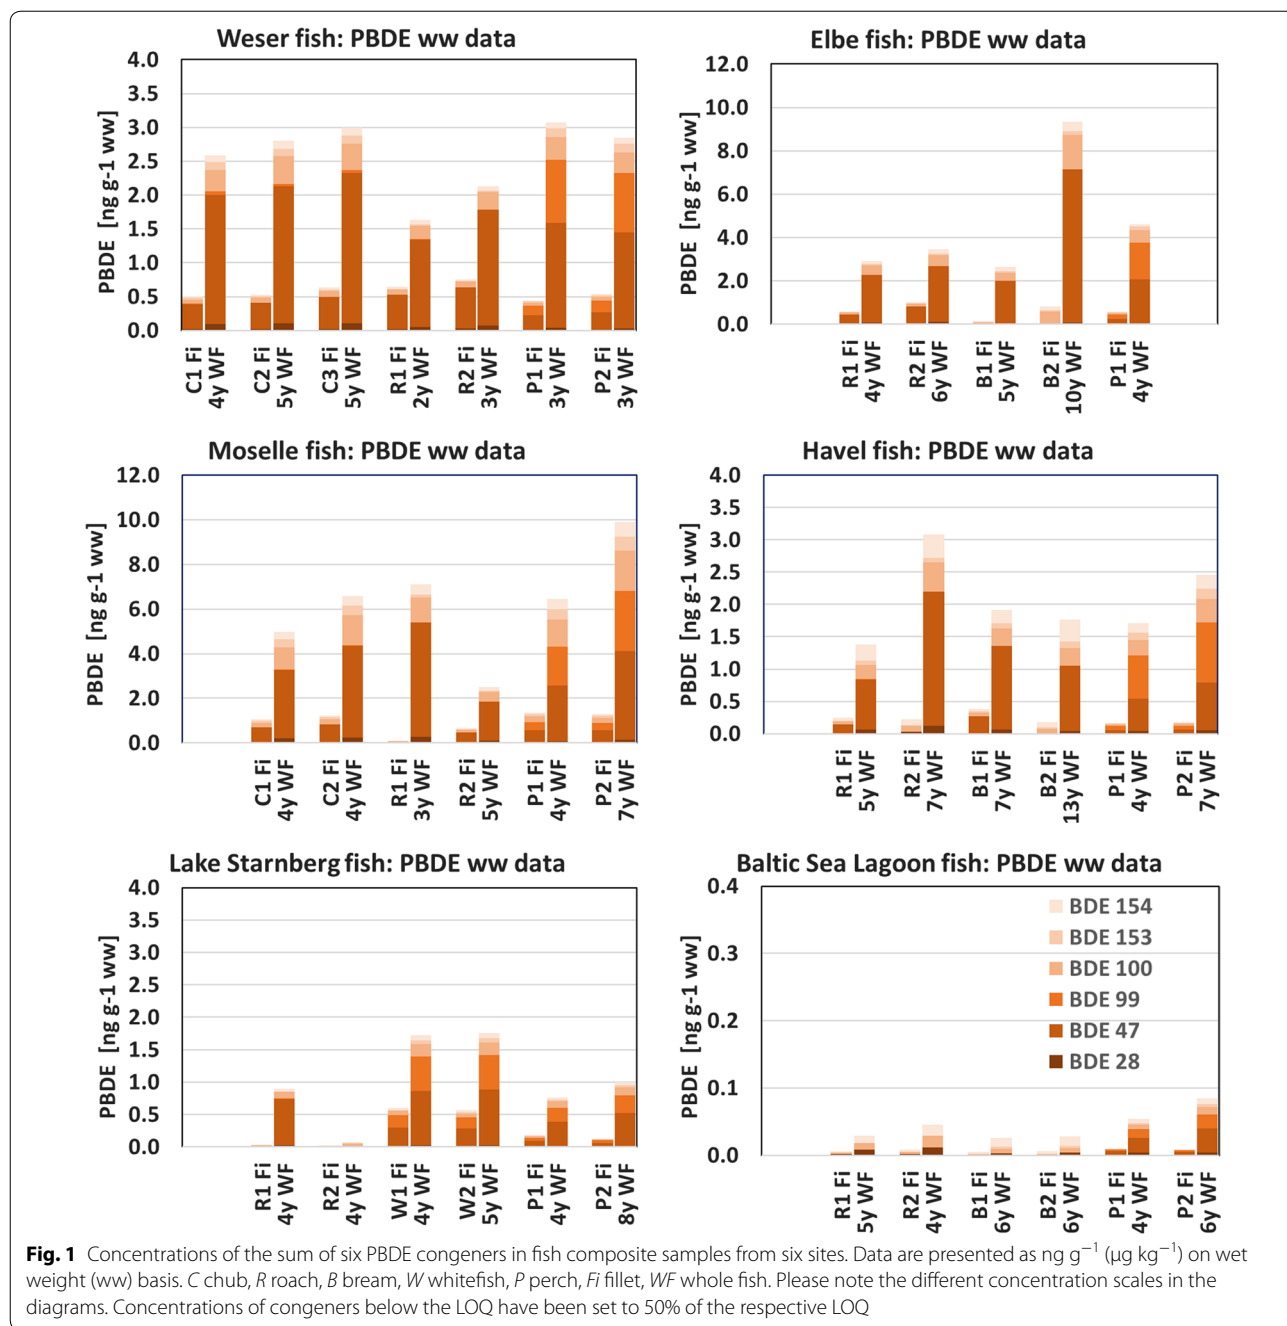 Weser fish: PBDE ww data
4.0
3.5
3.0
2.5
2.0
1.5
1.0
0.5
0.0
PBDE [ng g-1 ww]
C1 Fi
4y WF
C2 Fi
5y WF
C3 Fi
5y WF
R1 Fi
2y WF
R2 Fi
3y WF
P1 Fi
3y WF
P2 Fi
3y WF
Elbe fish: PBDE ww data
12.0
10.0
8.0
6.0
4.0
2.0
0.0
PBDE [ng g-1 ww]
R1 Fi
4y WF
R2 Fi
6y WF
B1 Fi
5y WF
B2 Fi
10y WF
P1 Fi
4y WF
Moselle fish: PBDE ww data
12.0
10.0
8.0
6.0
4.0
2.0
0.0
PBDE [ng g-1 ww]
C1 Fi
4y WF
C2 Fi
4y WF
R1 Fi
3y WF
R2 Fi
5y WF
P1 Fi
4y WF
P2 Fi
7y WF
Havel fish: PBDE ww data
4.0
3.5
3.0
2.5
2.0
1.5
1.0
0.5
0.0
PBDE [ng g-1 ww]
R1 Fi
5y WF
R2 Fi
7y WF
B1 Fi
7y WF
B2 Fi
13y WF
P1 Fi
4y WF
P2 Fi
7y WF
Lake Starnberg fish: PBDE ww data
4.0
3.5
3.0
2.5
2.0
1.5
1.0
0.5
0.0
PBDE [ng g-1 ww]
R1 Fi
4y WF
R2 Fi
4y WF
W1 Fi
4y WF
W2 Fi
5y WF
P1 Fi
4y WF
P2 Fi
8y WF
Baltic Sea Lagoon fish: PBDE ww data
0.4
0.3
0.2
0.1
0.0
PBDE [ng g-1 ww]
BDE 154
BDE 153
BDE 100
BDE 99
BDE 47
BDE 28
R1 Fi
5y WF
R2 Fi
4y WF
B1 Fi
6y WF
B2 Fi
6y WF
P1 Fi
4y WF
P2 Fi
6y WF
Fig. 1 Concentrations of the sum of six PBDE congeners in fish composite samples from six sites. Data are presented as ng g⁻¹ (μg kg⁻¹) on wet
weight (ww) basis. C chub, R roach, B bream, W whitefish, P perch, Fi fillet, WF whole fish. Please note the different concentration scales in the
diagrams. Concentrations of congeners below the LOQ have been set to 50% of the respective LOQ